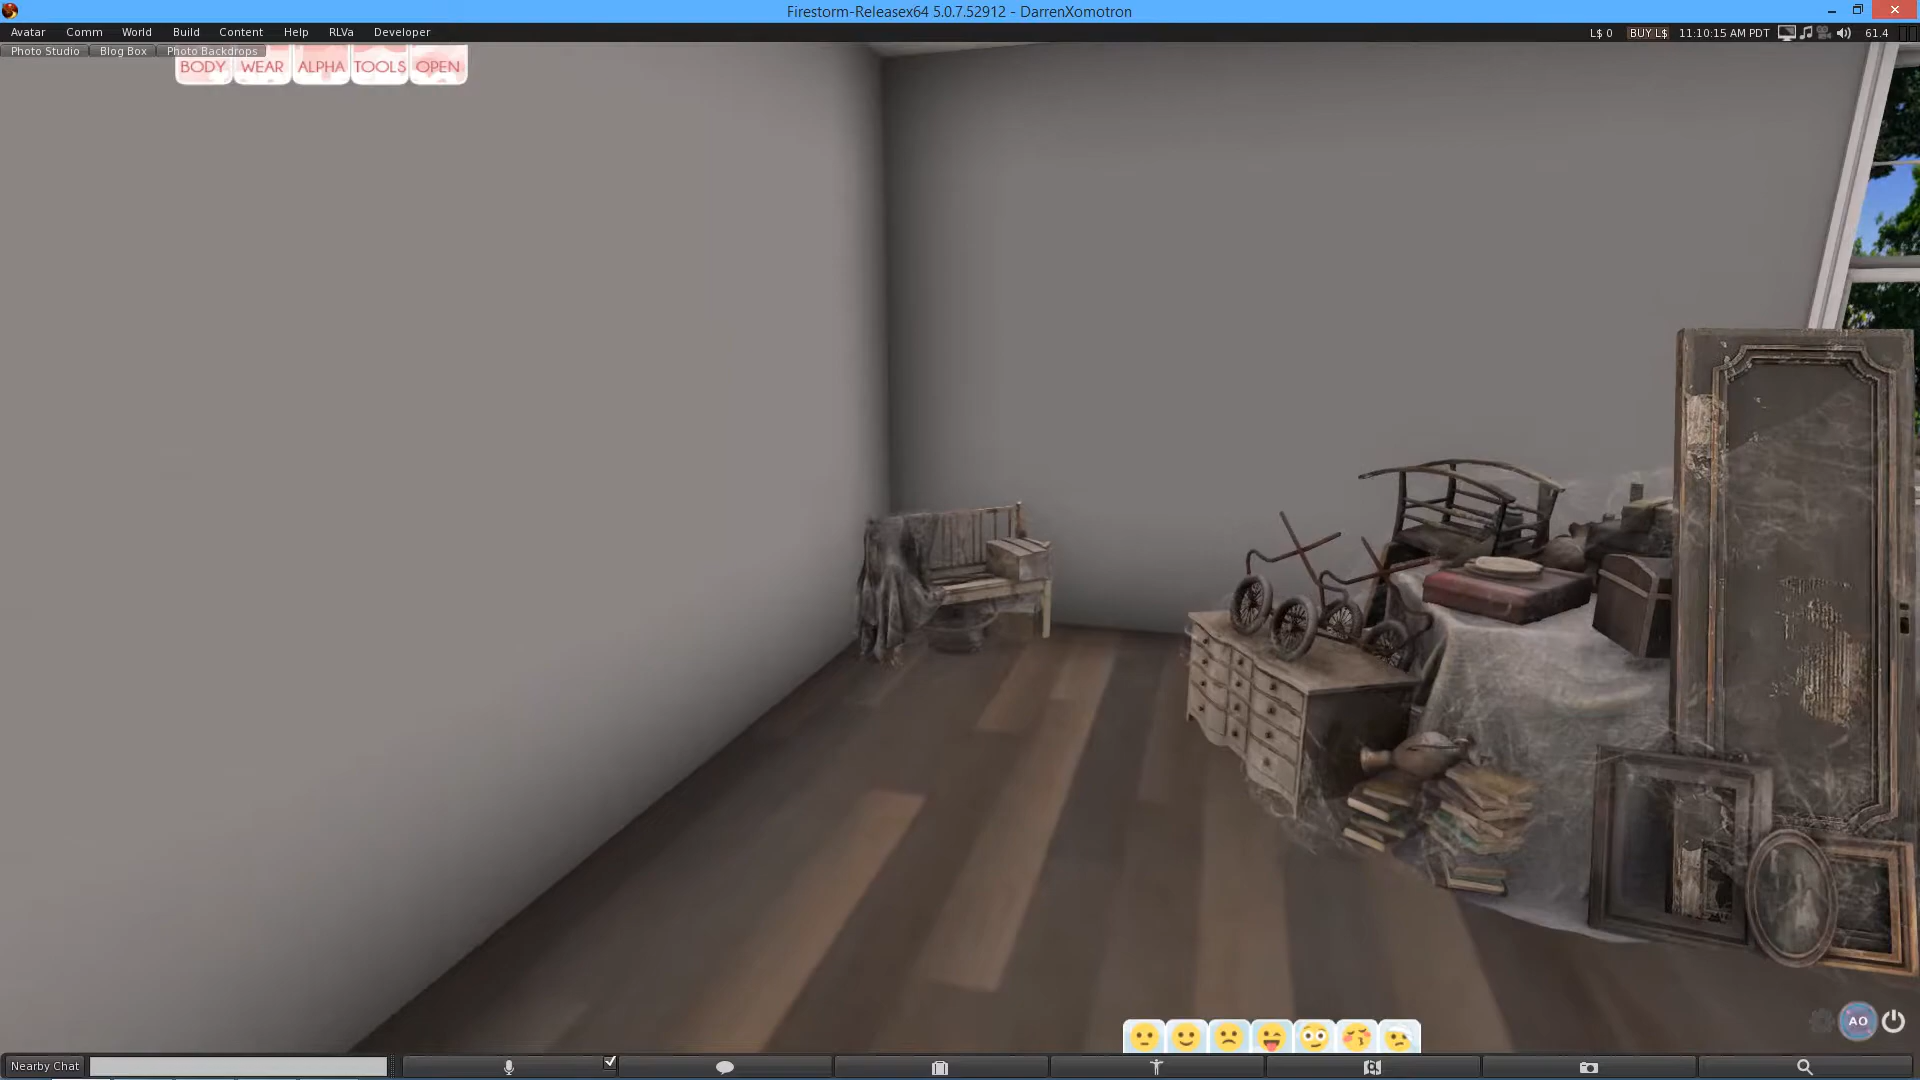 Firestorm-Releasex64 5.0.7.52912 - DarrenXomotron
Avatar Comm World Build Content Help RLVa Developer L$ 0 BUY L$ 11:10:15 AM PDT 61.4
Photo Studio Blog Box Photo Backdrops
BODY WEAR ALPHA TOOLS OPEN
AO
Nearby Chat